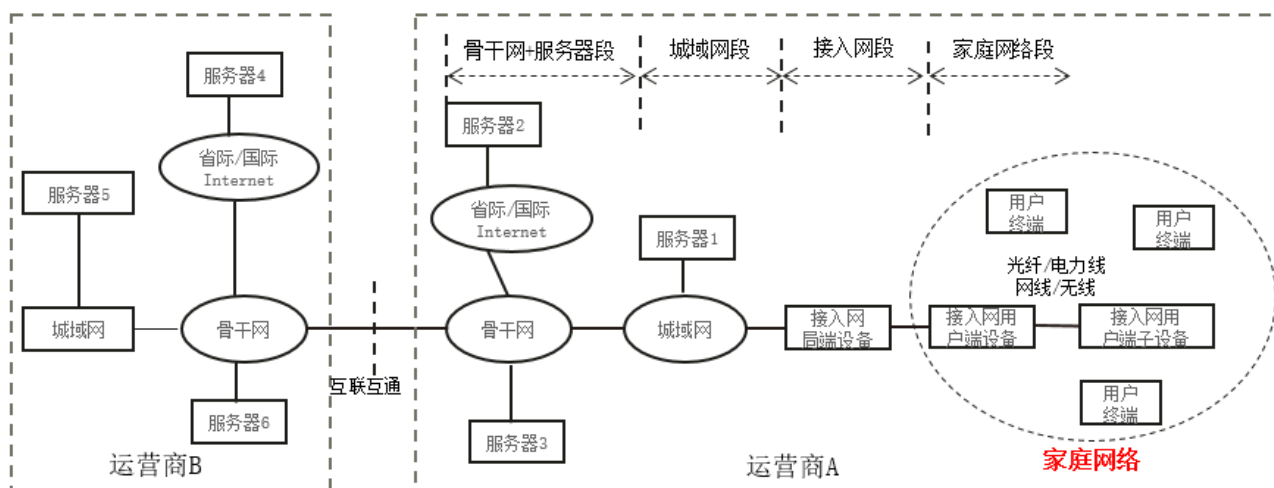 骨干网+服务器段
城域网段
接入网段
家庭网络段
服务器4
服务器2
省际/国际
Internet
服务器5
省际/国际
Internet
服务器1
用户
终端
用户
终端
光纤/电力线
网线/无线
城域网
骨干网
骨干网
城域网
接入网
局端设备
接入网用
户端设备
接入网用
户端子设备
互联互通
用户
终端
服务器6
服务器3
运营商B
运营商A
家庭网络